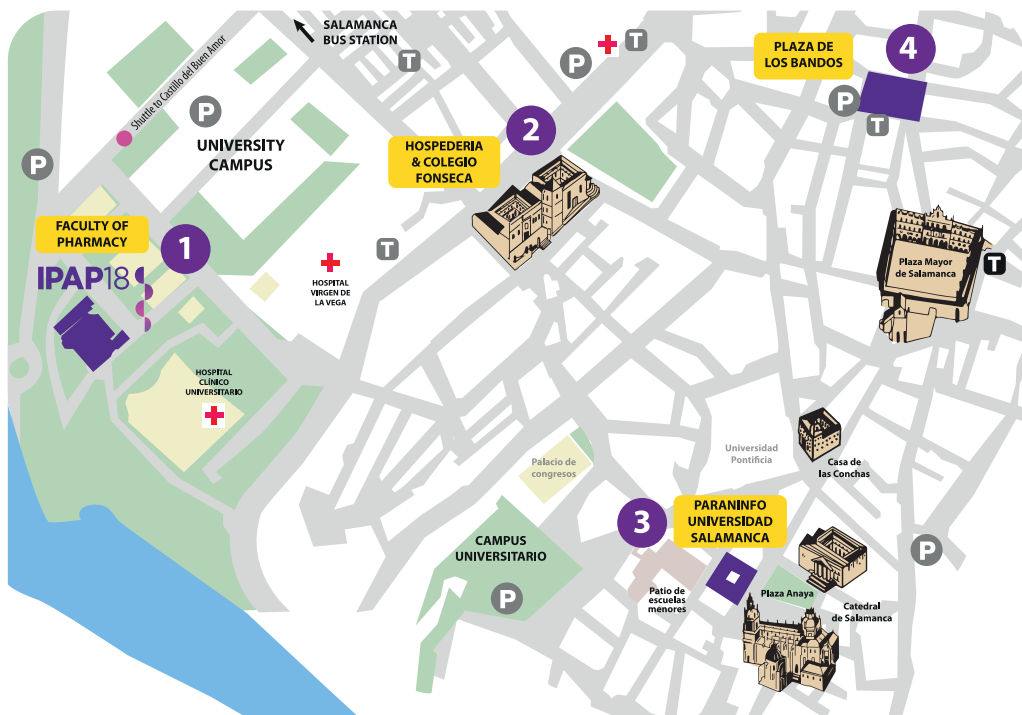 SALAMANCA
BUS STATION
T
P
T
PLAZA DE
LOS BANDOS
4
P
T
Shuttle to Castillo del Buen Amor
P
P
UNIVERSITY
CAMPUS
HOSPEDERIA
& COLEGIO
FONSECA
2
FACULTY OF
PHARMACY
1
IPAP18
T
HOSPITAL
VIRGEN DE
LA VEGA
Plaza Mayor
de Salamanca
T
HOSPITAL
CLÍNICO
UNIVERSITARIO
Palacio de
congresos
Universidad
Pontificia
Casa de
las Conchas
3
PARANINFO
UNIVERSIDAD
SALAMANCA
CAMPUS
UNIVERSITARIO
P
P
Patio de
escuelas
menores
Plaza Anaya
Catedral
de Salamanca